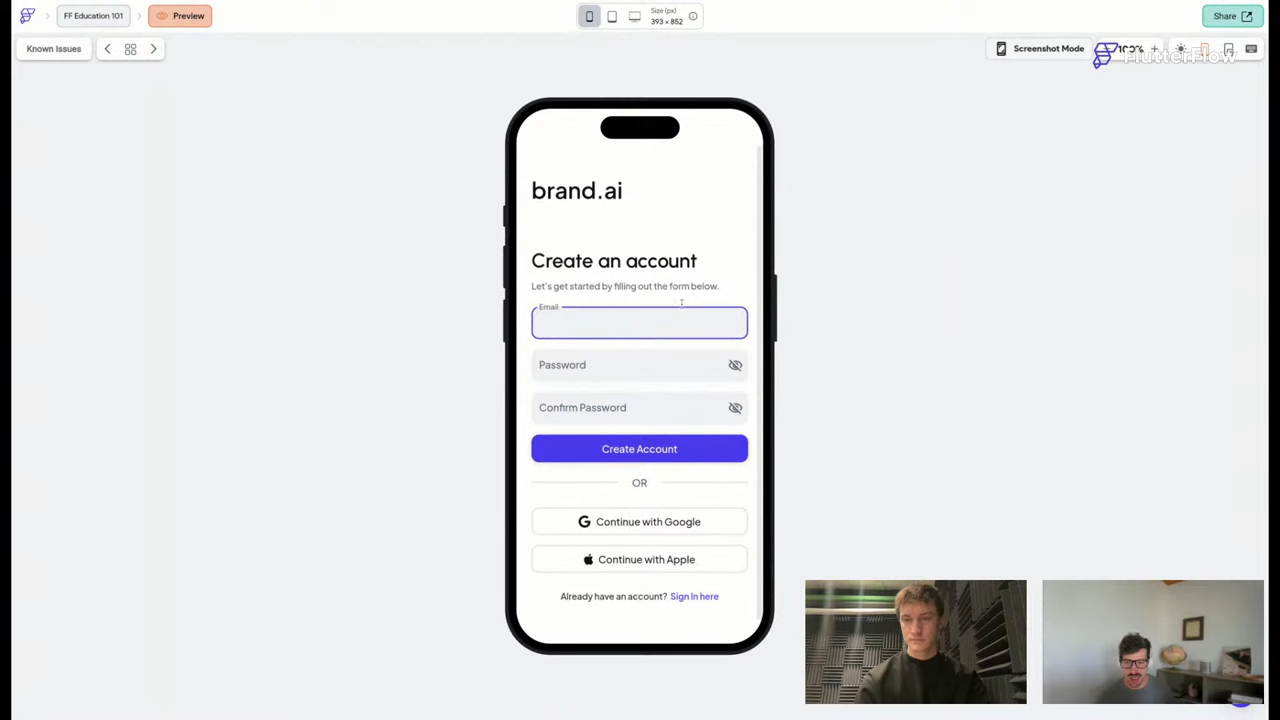 FF Education 101
Preview
Size (px)
393 × 852
Share
Known Issues
Screenshot Mode
100%
FlutterFlow
brand.ai
Create an account
Let's get started by filling out the form below.
Email
Password
Confirm Password
Create Account
OR
Continue with Google
Continue with Apple
Already have an account? Sign In here